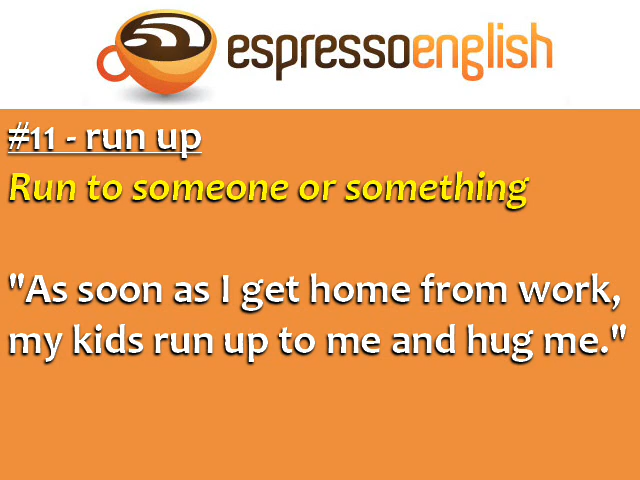 espressoenglish
#11 - run up
Run to someone or something
"As soon as I get home from work,
my kids run up to me and hug me."